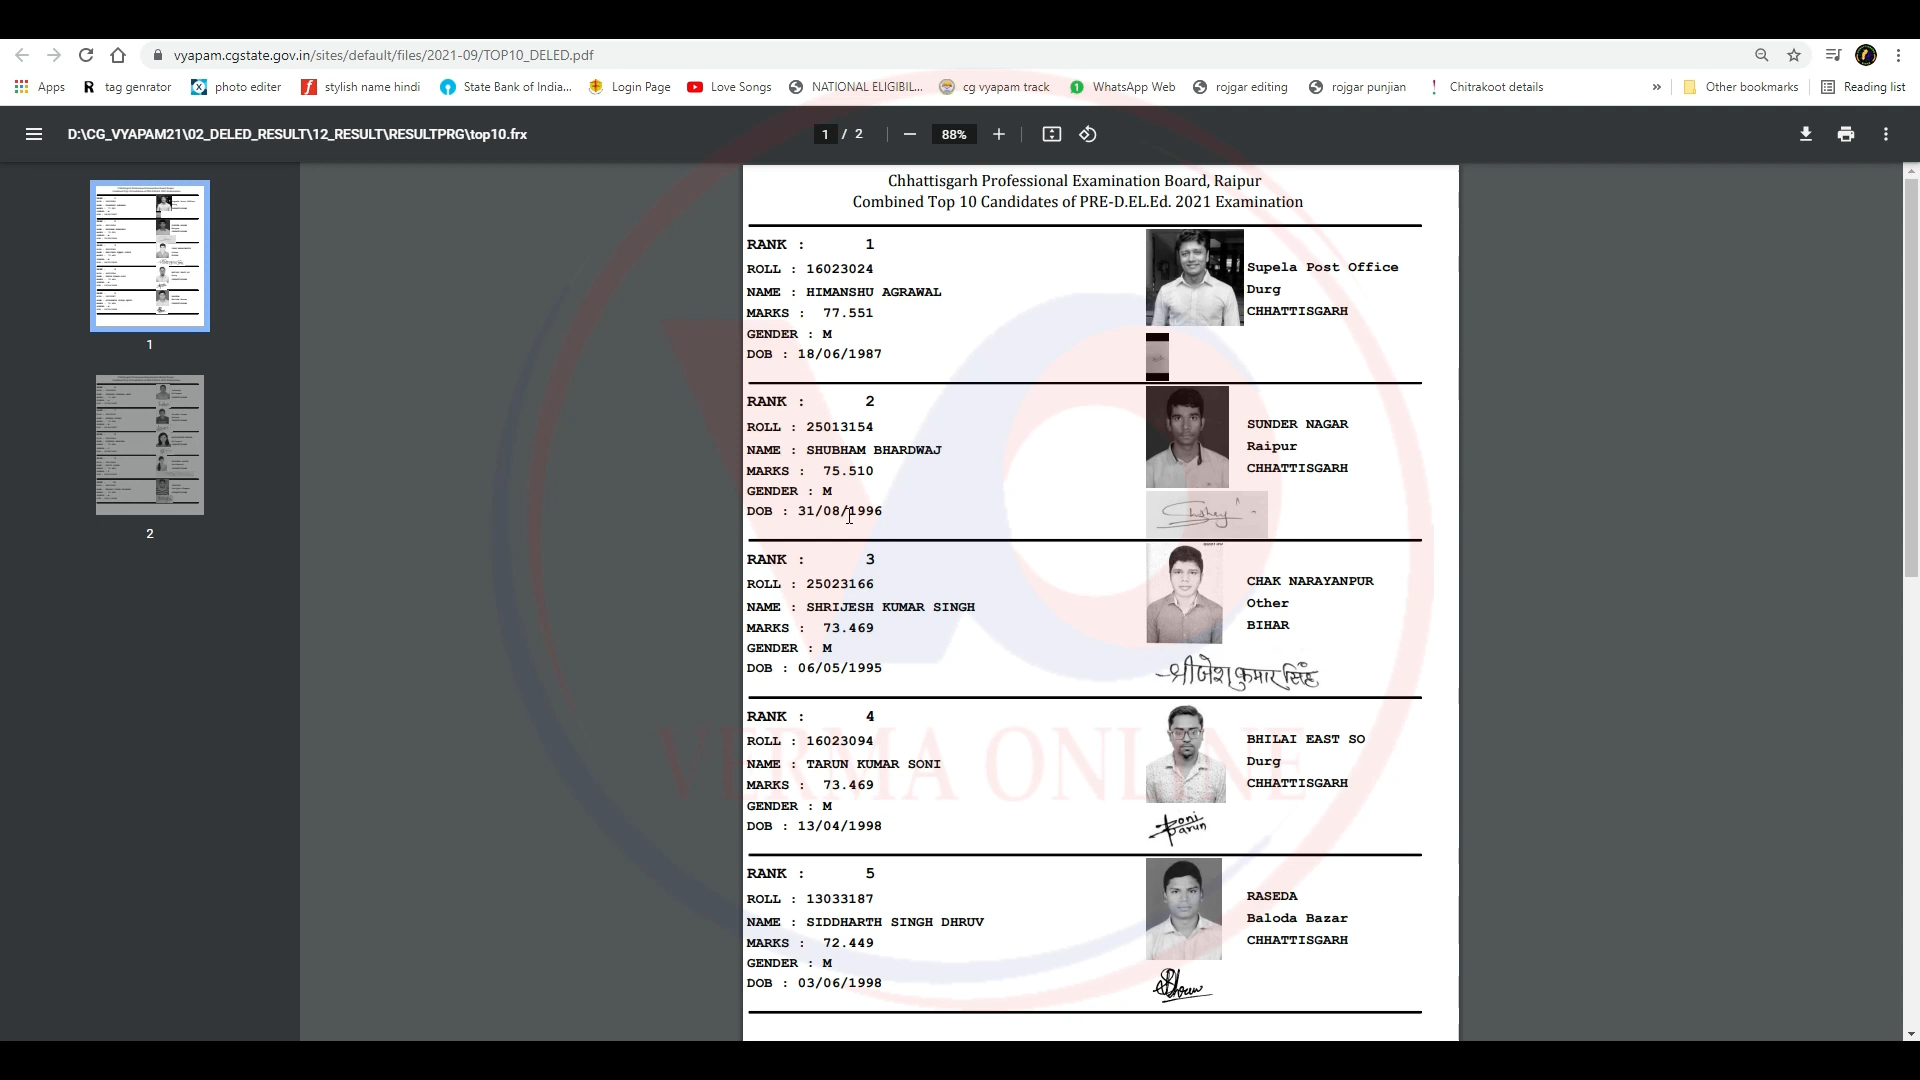 vyapam.cgstate.gov.in/sites/default/files/2021-09/TOP10_DELED.pdf
Apps R tag genrator photo editer stylish name hindi State Bank of India... Login Page Love Songs NATIONAL ELIGIBIL... cg vyapam track WhatsApp Web rojgar editing rojgar punjian Chitrakoot details » Other bookmarks Reading list
D:\CG_VYAPAM21\02_DELED_RESULT\12_RESULT\RESULTPRG\top10.frx 1 / 2 88%
1
2
Chhattisgarh Professional Examination Board, Raipur
Combined Top 10 Candidates of PRE-D.EL.Ed. 2021 Examination
RANK : 1
ROLL : 16023024
NAME : HIMANSHU AGRAWAL
MARKS : 77.551
GENDER : M
DOB : 18/06/1987
Supela Post Office
Durg
CHHATTISGARH
RANK : 2
ROLL : 25013154
NAME : SHUBHAM BHARDWAJ
MARKS : 75.510
GENDER : M
DOB : 31/08/1996
SUNDER NAGAR
Raipur
CHHATTISGARH
RANK : 3
ROLL : 25023166
NAME : SHRIJESH KUMAR SINGH
MARKS : 73.469
GENDER : M
DOB : 06/05/1995
CHAK NARAYANPUR
Other
BIHAR
श्रीजेश कुमार सिंह
RANK : 4
ROLL : 16023094
NAME : TARUN KUMAR SONI
MARKS : 73.469
GENDER : M
DOB : 13/04/1998
BHILAI EAST SO
Durg
CHHATTISGARH
Soni
Tarun
VERMA ONLINE
RANK : 5
ROLL : 13033187
NAME : SIDDHARTH SINGH DHRUV
MARKS : 72.449
GENDER : M
DOB : 03/06/1998
RASEDA
Baloda Bazar
CHHATTISGARH